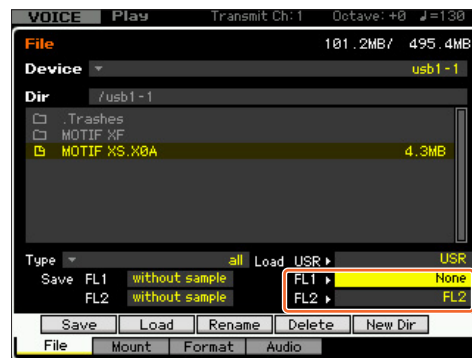 VOICE Play Transmit Ch:1 Octave:+0 ♩=130
File 101.2MB/ 495.4MB
Device usb1-1
Dir /usb1-1
.Trashes
MOTIF XF
MOTIF XS.X0A 4.3MB
Type all Load USR USR
Save FL1 without sample FL1 None
FL2 without sample FL2 FL2
Save Load Rename Delete New Dir
File Mount Format Audio